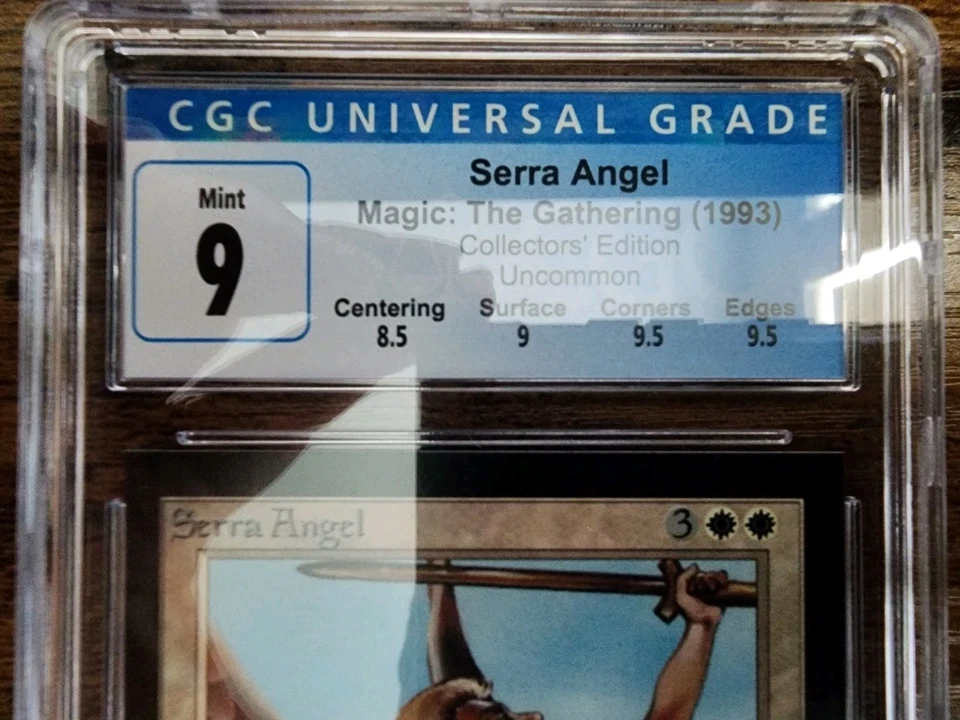 CGC UNIVERSAL GRADE
Serra Angel
Mint
Magic: The Gathering (1993)
9
Collectors' Edition
Uncommon
Centering Surface Corners Edges
8.5 9 9.5 9.5
Serra Angel 3